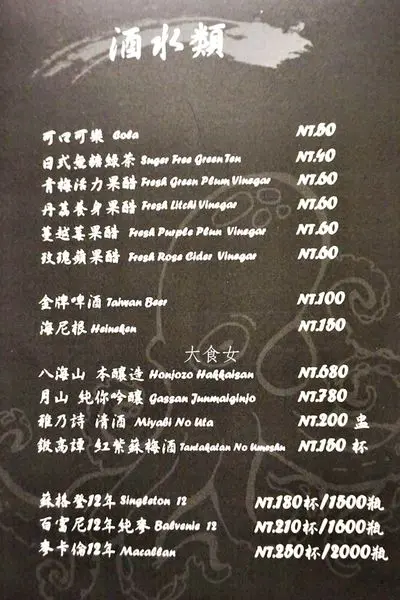 酒水類
可口可樂 Cola NT.50
日式無糖綠茶 Suger Free Green Tea NT.40
青梅活力果醋 Fresh Green Plum Vinegar NT.60
丹荔養身果醋 Fresh Litchi Vinegar NT.60
蔓越莓果醋 Fresh Purple Plun Vinegar NT.60
玫瑰蘋果醋 Fresh Rose Cider Vinegar NT.60
金牌啤酒 Taiwan Beer NT.100
海尼根 Heineken NT.150
大食女
八海山 本釀造 Honjozo Hakkaisan NT.680
月山 純你吟釀 Gassan Junmaiginjo NT.780
雅乃詩 清酒 Miyabi No Uta NT.200 盅
鍛高譚 紅紫蘇梅酒 Tantakatan No Umeshu NT.150 杯
蘇格登12年 Singleton 12 NT.180杯/1500瓶
百富尼12年純麥 Balvenie 12 NT.210杯/1600瓶
麥卡倫12年 Macallan NT.250杯/2000瓶